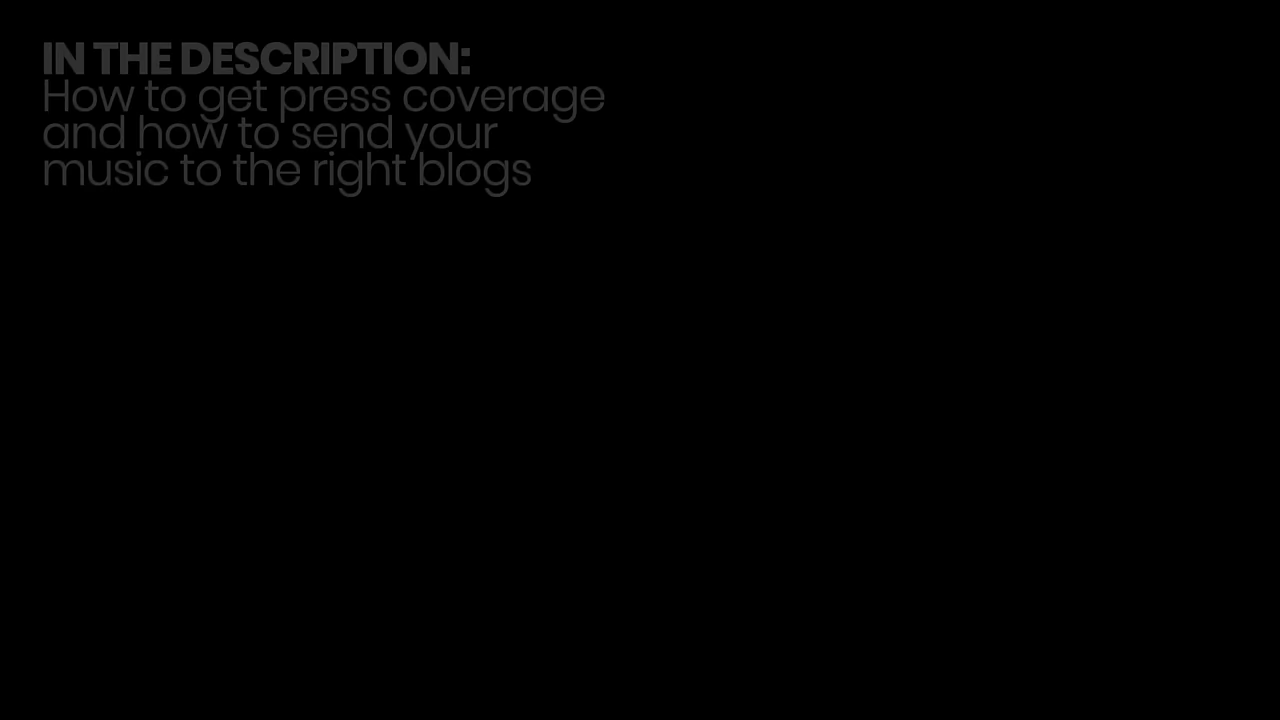 IN THE DESCRIPTION:
How to get press coverage
and how to send your
music to the right blogs